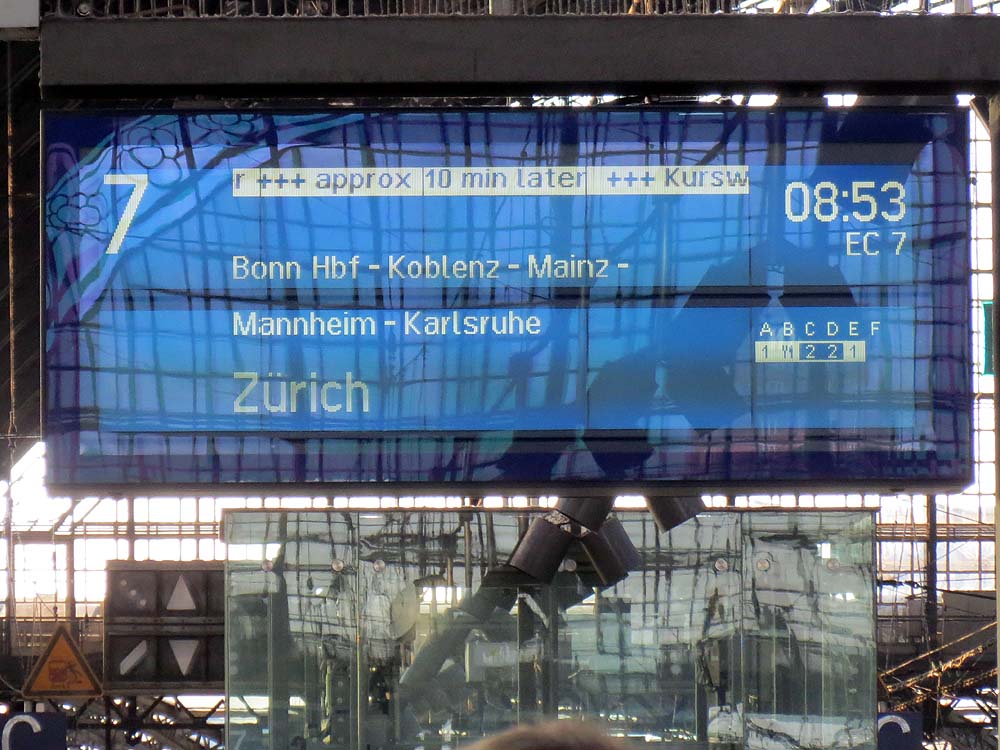 7
r +++ approx 10 min later +++ Kursw
08:53
EC 7
Bonn Hbf - Koblenz - Mainz -
Mannheim - Karlsruhe
Zürich
A B C D E F
1 2 2 1
C C